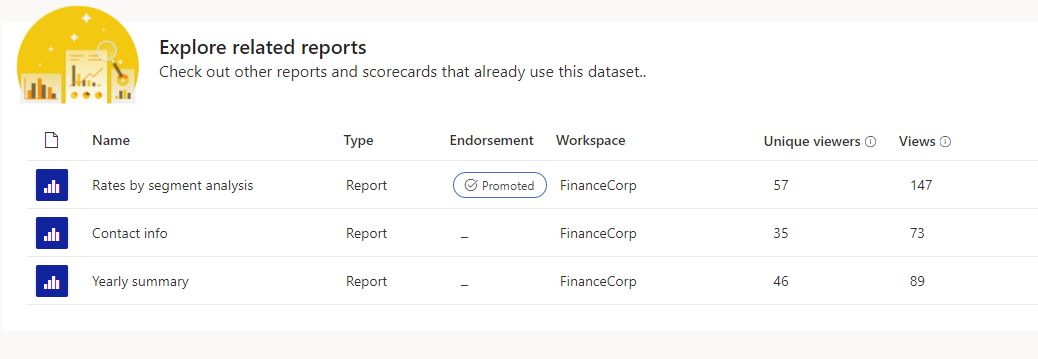 Explore related reports
Check out other reports and scorecards that already use this dataset..
Name Type Endorsement Workspace Unique viewers Views
Rates by segment analysis Report Promoted FinanceCorp 57 147
Contact info Report _ FinanceCorp 35 73
Yearly summary Report _ FinanceCorp 46 89